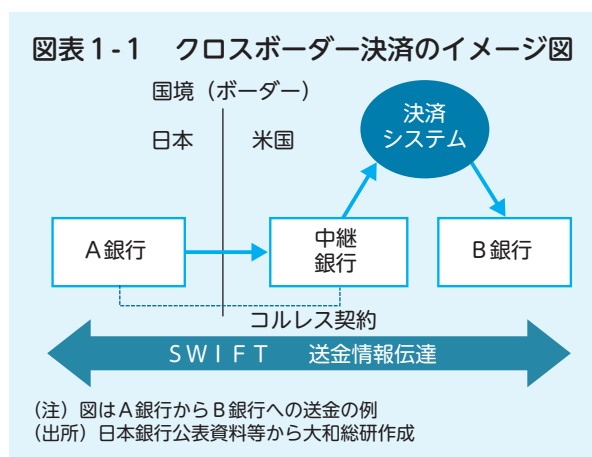 図表1-1　クロスボーダー決済のイメージ図
国境（ボーダー）
日本
米国
決済
システム
A銀行
中継
銀行
B銀行
コルレス契約
ＳＷＩＦＴ　送金情報伝達
（注）図はA銀行からB銀行への送金の例
（出所）日本銀行公表資料等から大和総研作成